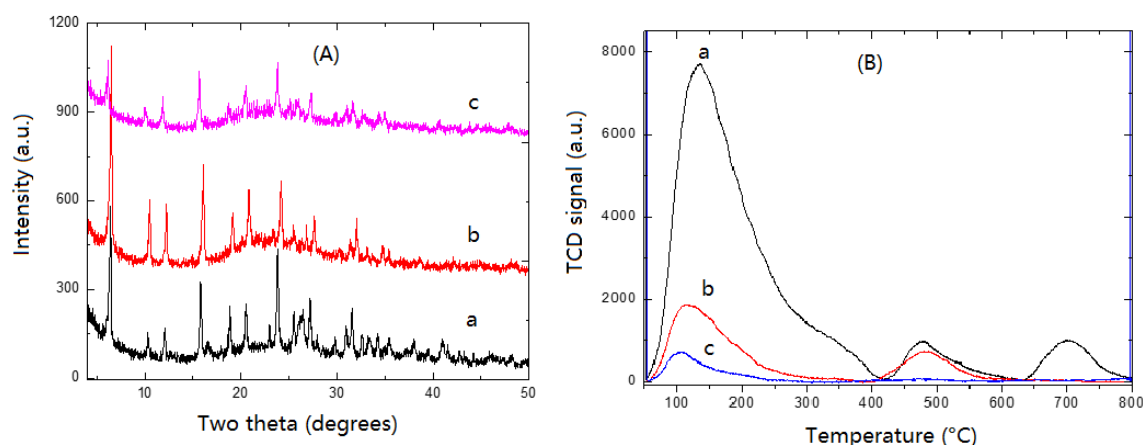 (A)
1200
900
600
300
0
Intensity (a.u.)
c
b
a
10 20 30 40 50
Two theta (degrees)
(B)
8000
6000
4000
2000
0
TCD signal (a.u.)
a
b
c
100 200 300 400 500 600 700 800
Temperature (°C)